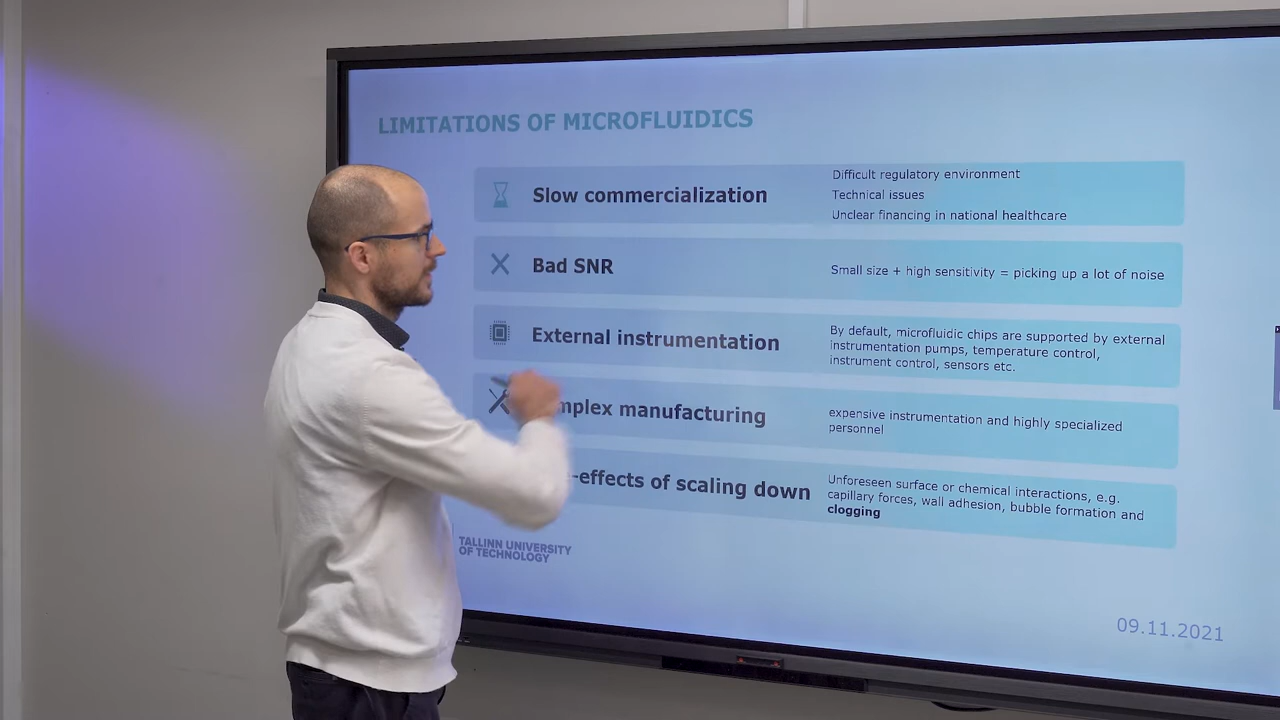 LIMITATIONS OF MICROFLUIDICS
Slow commercialization
Difficult regulatory environment
Technical issues
Unclear financing in national healthcare
Bad SNR
Small size + high sensitivity = picking up a lot of noise
External instrumentation
By default, microfluidic chips are supported by external
instrumentation pumps, temperature control,
instrument control, sensors etc.
manufacturing
expensive instrumentation and highly specialized
personnel
-effects of scaling down
Unforeseen surface or chemical interactions, e.g.
capillary forces, wall adhesion, bubble formation and
clogging
TALLINN UNIVERSITY
OF TECHNOLOGY
09.11.2021